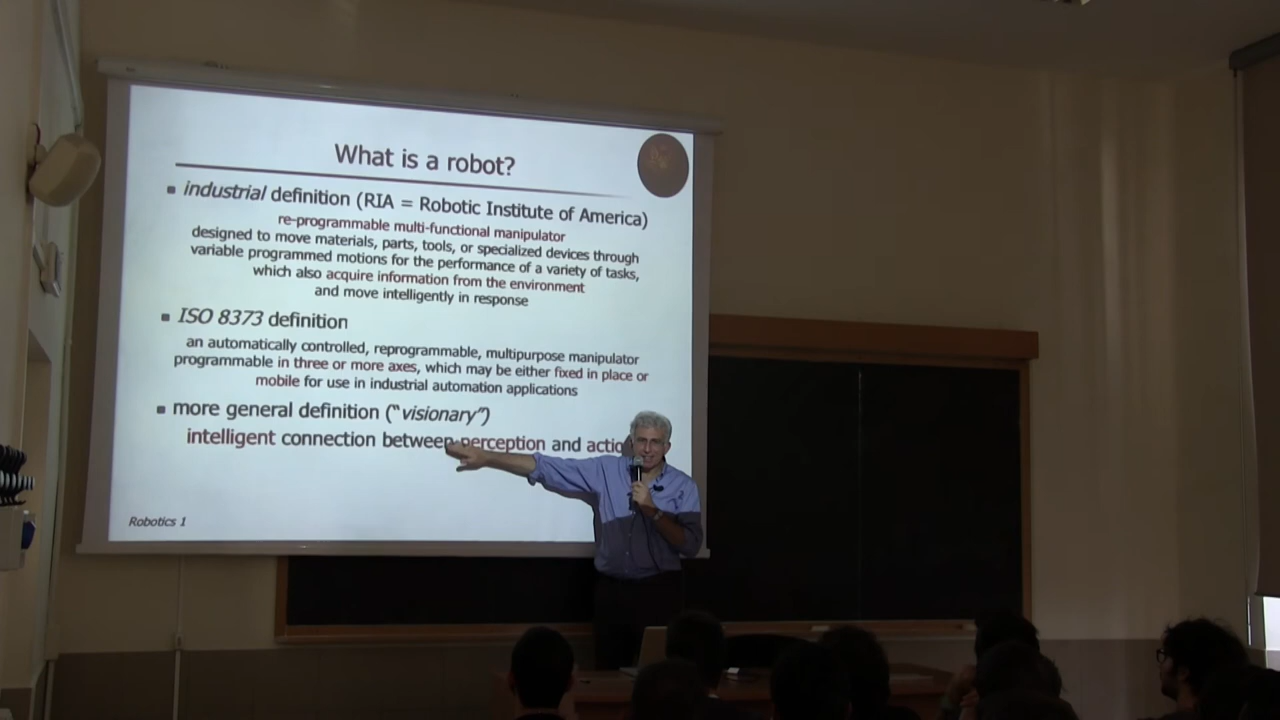 What is a robot?
industrial definition (RIA = Robotic Institute of America)
re-programmable multi-functional manipulator
designed to move materials, parts, tools, or specialized devices through
variable programmed motions for the performance of a variety of tasks,
which also acquire information from the environment
and move intelligently in response
ISO 8373 definition
an automatically controlled, reprogrammable, multipurpose manipulator
programmable in three or more axes, which may be either fixed in place or
mobile for use in industrial automation applications
more general definition ("visionary")
intelligent connection between perception and actio
Robotics 1